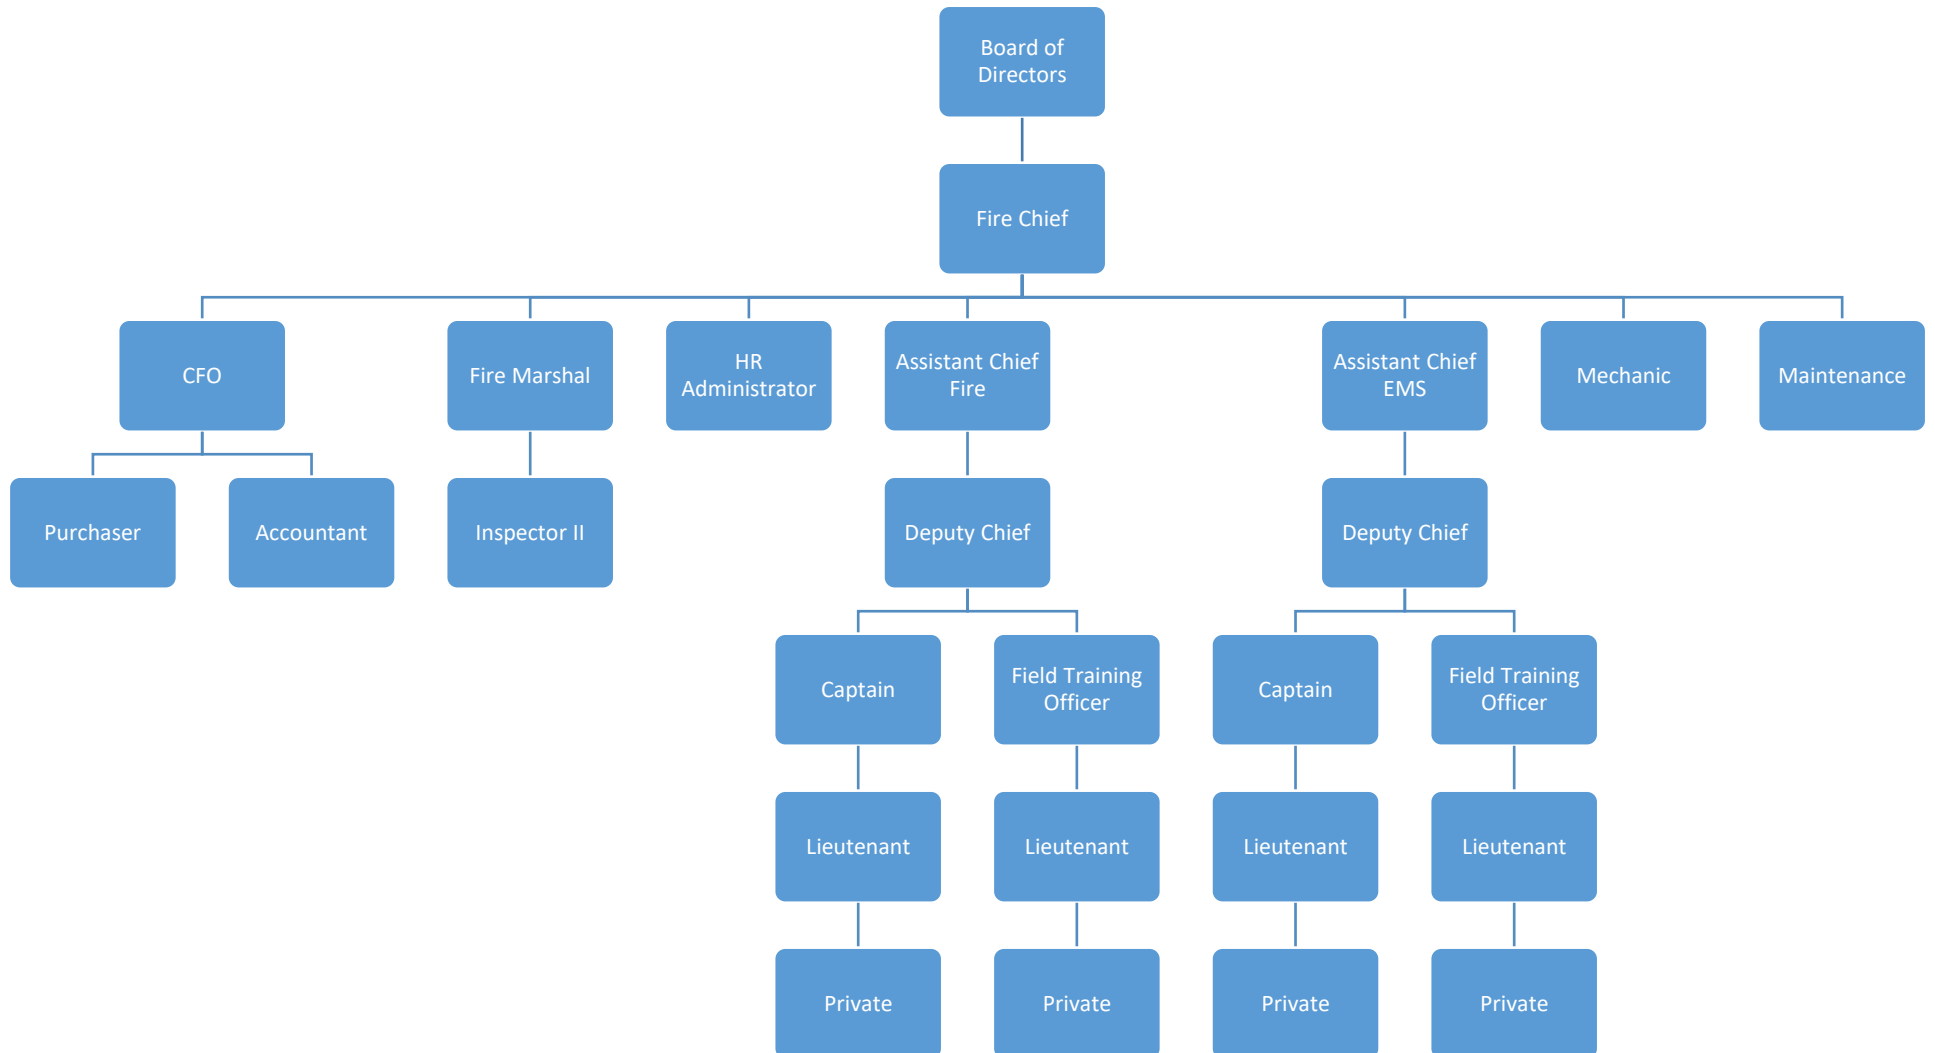 Board of
Directors
Fire Chief
CFO
Fire Marshal
HR
Administrator
Assistant Chief
Fire
Assistant Chief
EMS
Mechanic
Maintenance
Purchaser
Accountant
Inspector II
Deputy Chief
Deputy Chief
Captain
Field Training
Officer
Captain
Field Training
Officer
Lieutenant
Lieutenant
Lieutenant
Lieutenant
Private
Private
Private
Private